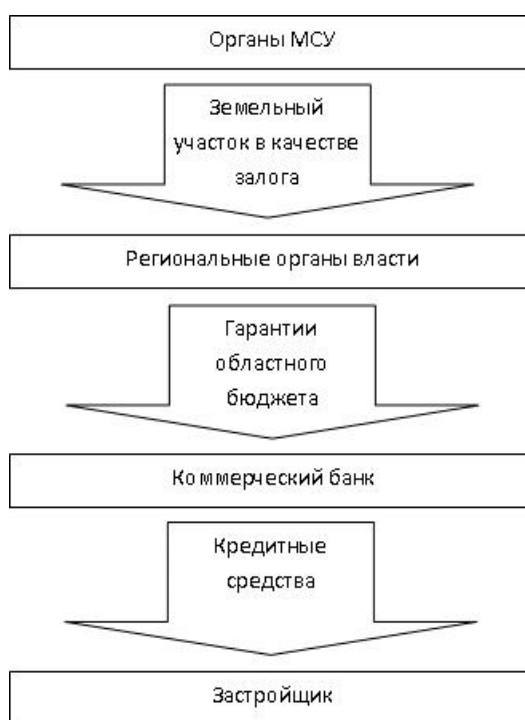 Органы МСУ
Земельный
участок в качестве
залога
Региональные органы власти
Гарантии
областного
бюджета
Коммерческий банк
Кредитные
средства
Застройщик